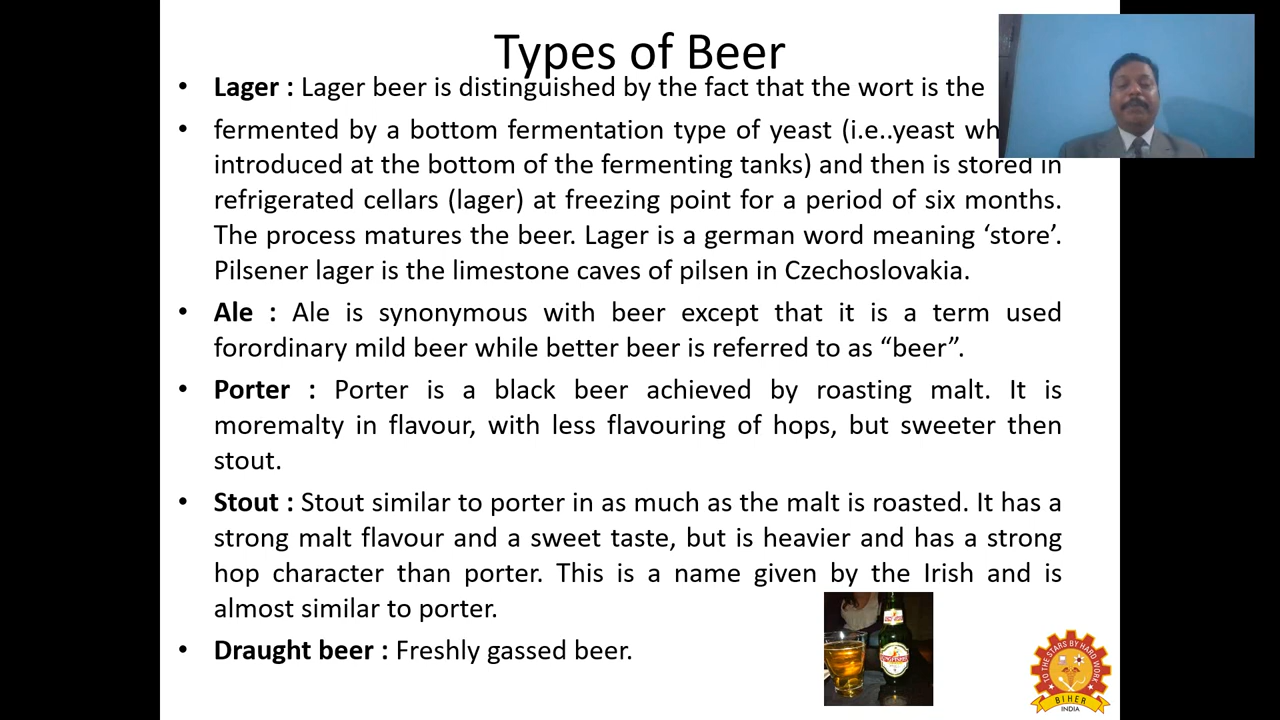 Types of Beer
• Lager : Lager beer is distinguished by the fact that the wort is the
• fermented by a bottom fermentation type of yeast (i.e..yeast
introduced at the bottom of the fermenting tanks) and then is stored in
refrigerated cellars (lager) at freezing point for a period of six months.
The process matures the beer. Lager is a german word meaning ‘store’.
Pilsener lager is the limestone caves of pilsen in Czechoslovakia.
• Ale : Ale is synonymous with beer except that it is a term used
forordinary mild beer while better beer is referred to as “beer”.
• Porter : Porter is a black beer achieved by roasting malt. It is
moremalty in flavour, with less flavouring of hops, but sweeter then
stout.
• Stout : Stout similar to porter in as much as the malt is roasted. It has a
strong malt flavour and a sweet taste, but is heavier and has a strong
hop character than porter. This is a name given by the Irish and is
almost similar to porter.
• Draught beer : Freshly gassed beer.
TO THE STARS BY HARD WORK
BIHER
INDIA